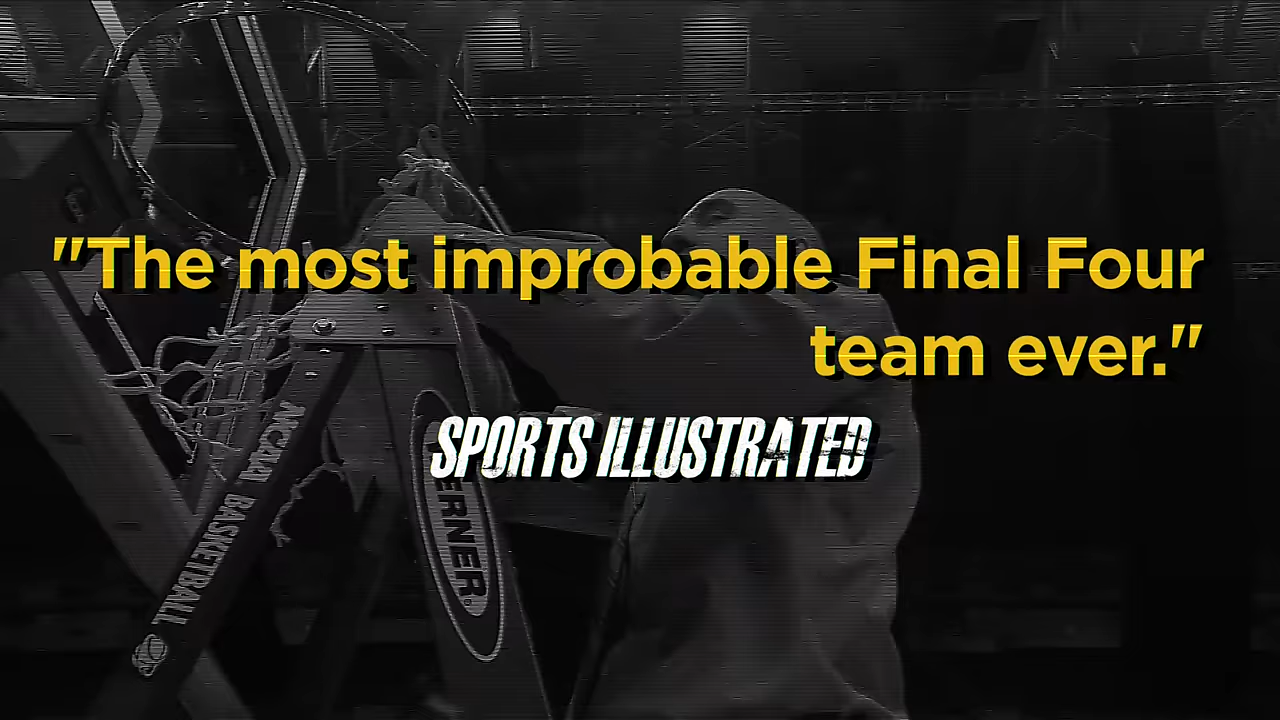 "The most improbable Final Four
team ever."
SPORTS ILLUSTRATED
NCAA BASKETBALL
ERNER